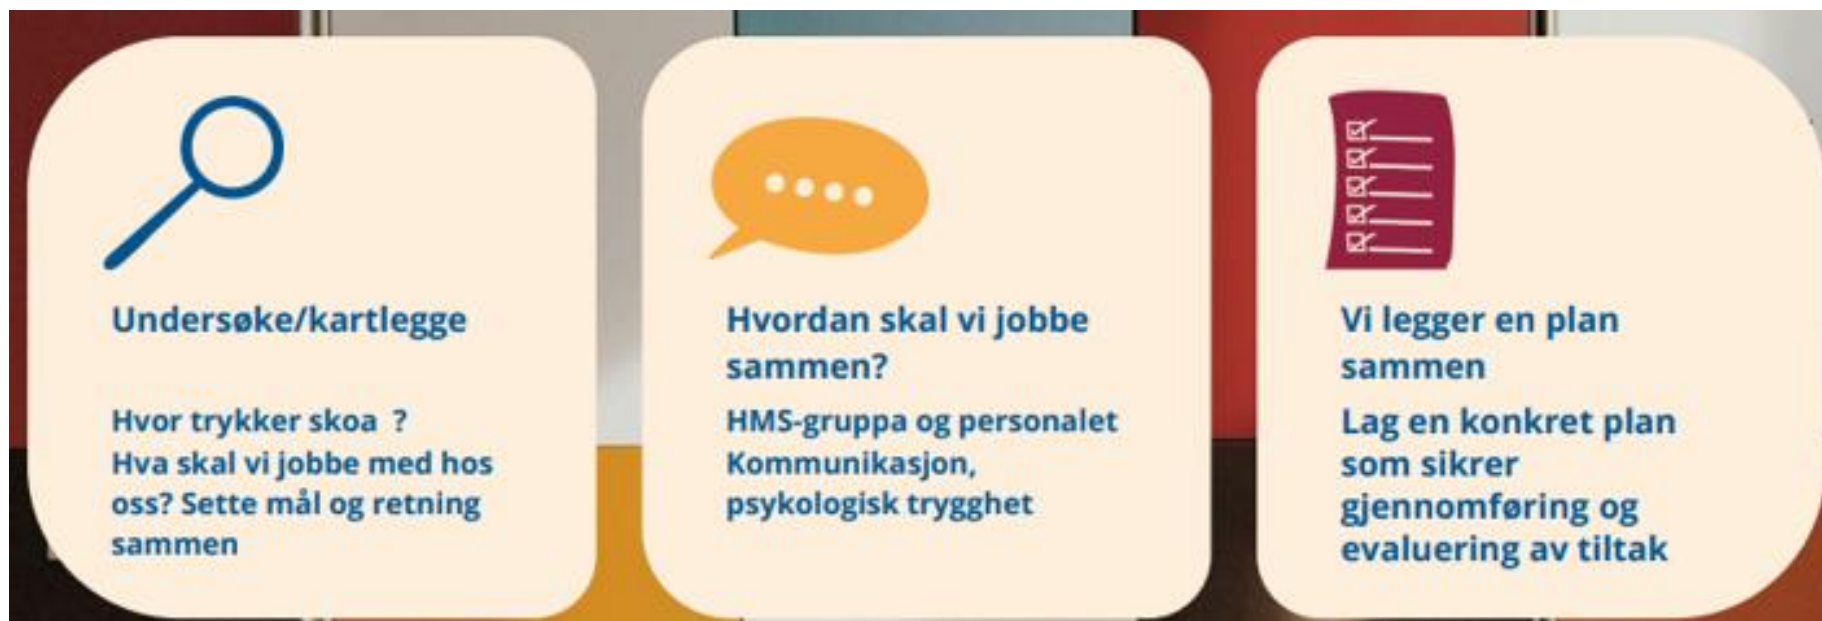 Undersøke/kartlegge
Hvor trykker skoa ?
Hva skal vi jobbe med hos
oss? Sette mål og retning
sammen
Hvordan skal vi jobbe
sammen?
HMS-gruppa og personalet
Kommunikasjon,
psykologisk trygghet
Vi legger en plan
sammen
Lag en konkret plan
som sikrer
gjennomføring og
evaluering av tiltak